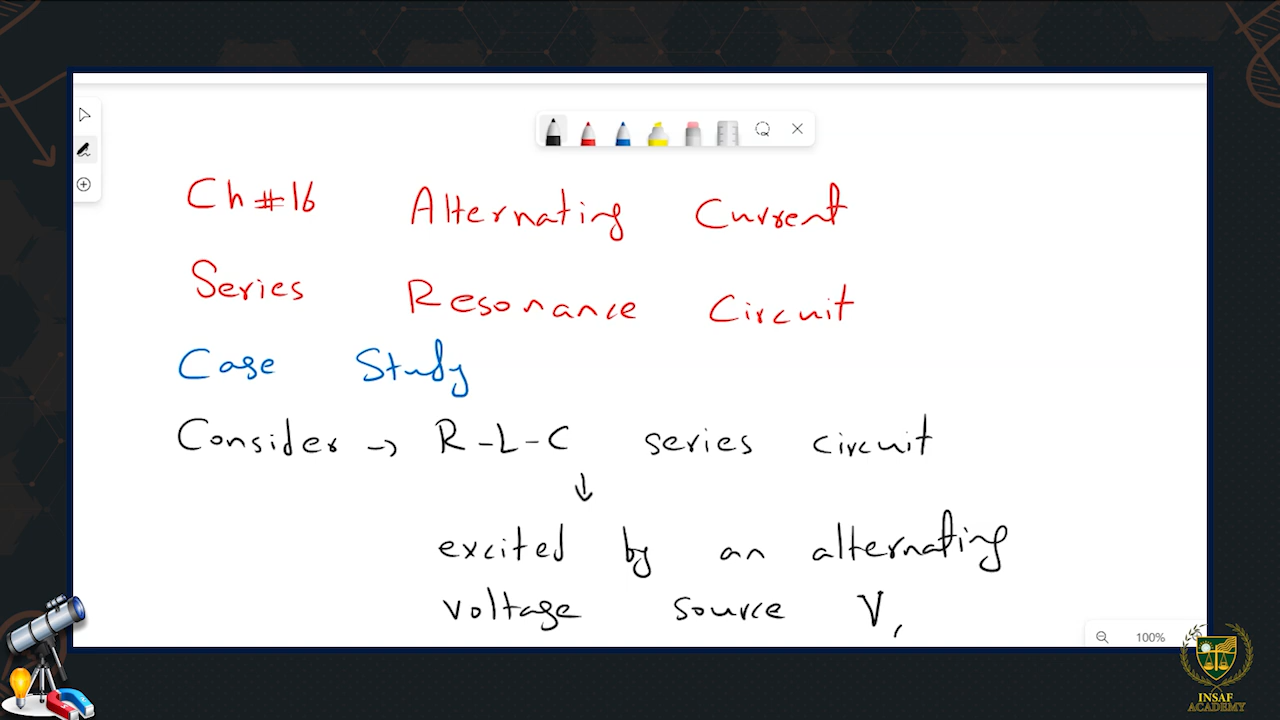 Ch#16 Alternating Current
Series Resonance Circuit
Case Study
Consider → R-L-C series circuit
↓
excited by an alternating
voltage source V,
100%
INSAF
ACADEMY